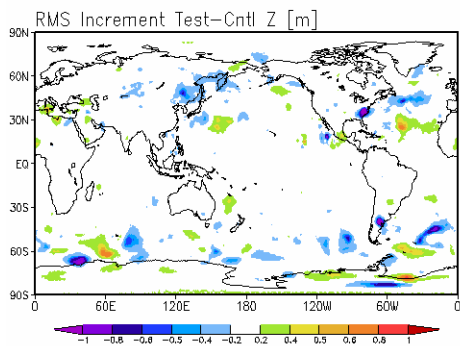 RMS Increment Test-Cntl Z [m]
90N
60N
30N
EQ
30S
60S
90S
0 60E 120E 180 120W 60W 0
-1 -0.8 -0.6 -0.5 -0.4 -0.2 0.2 0.4 0.5 0.6 0.8 1